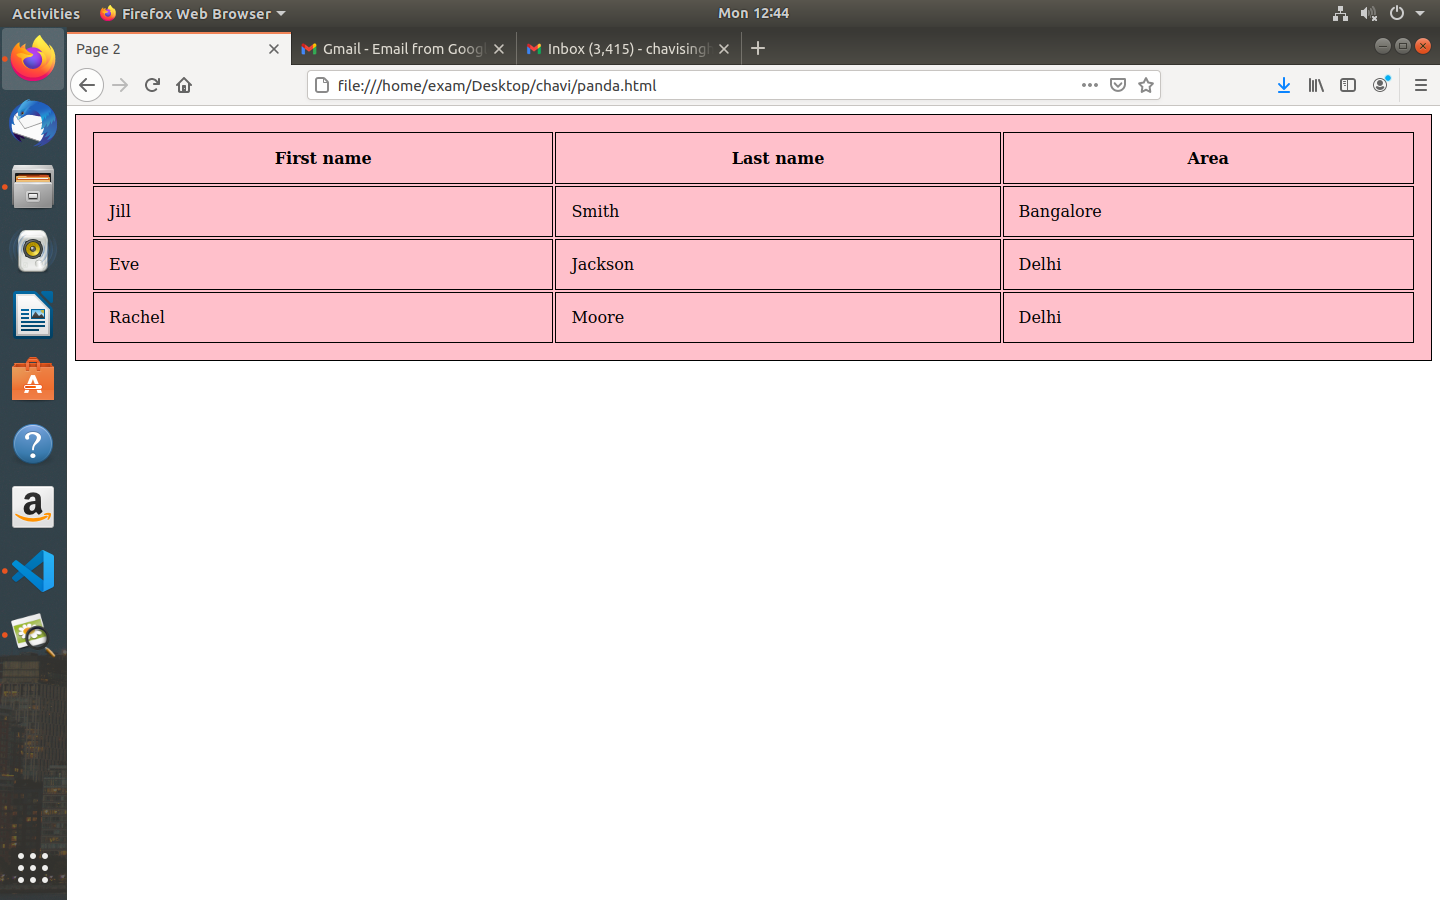 Activities Firefox Web Browser Mon 12:44
Page 2 Gmail - Email from Goog Inbox (3,415) - chavisingh
file:///home/exam/Desktop/chavi/panda.html
First name Last name Area
Jill Smith Bangalore
Eve Jackson Delhi
Rachel Moore Delhi